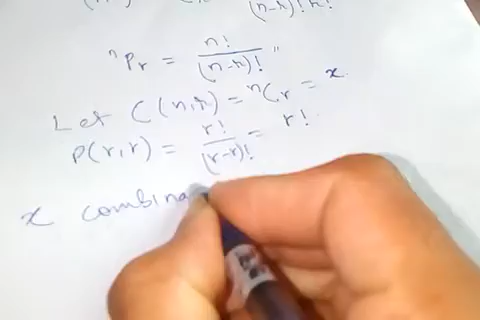 (n-r)! r!
ⁿPᵣ = n! / (n-r)! "
Let C(n,r) = ⁿCᵣ = x.
P(r,r) = r! / (r-r)! = r!
x combina